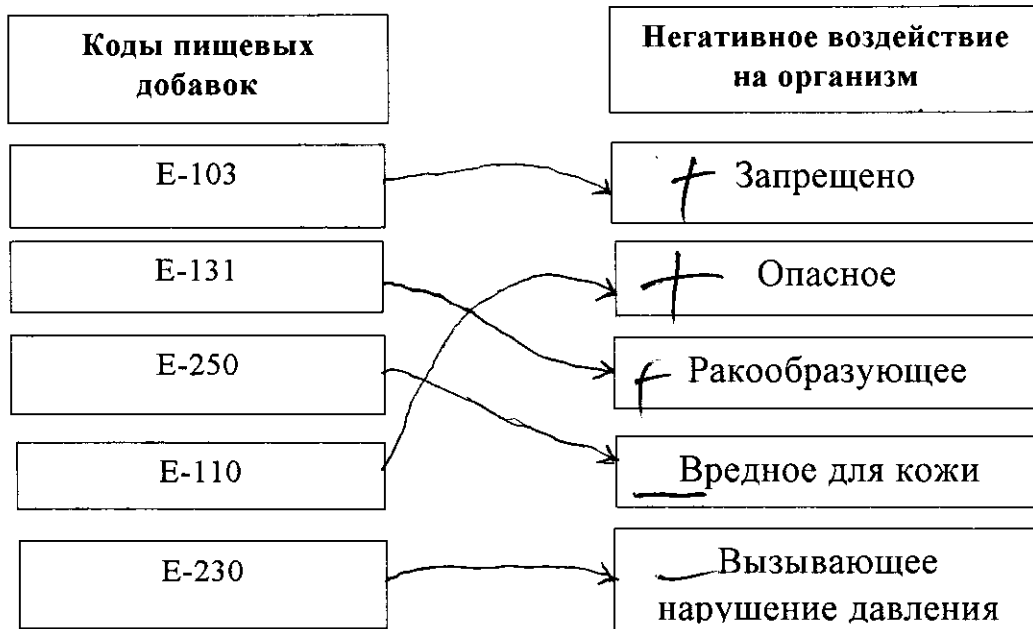 Коды пищевых
добавок
Негативное воздействие
на организм
Е-103
Запрещено
Е-131
Опасное
Е-250
Ракообразующее
Е-110
Вредное для кожи
Е-230
Вызывающее
нарушение давления